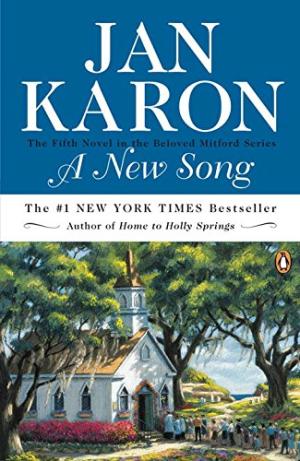 JAN
KARON
The Fifth Novel in the Beloved Mitford Series
A New Song
The #1 NEW YORK TIMES Bestseller
Author of Home to Holly Springs